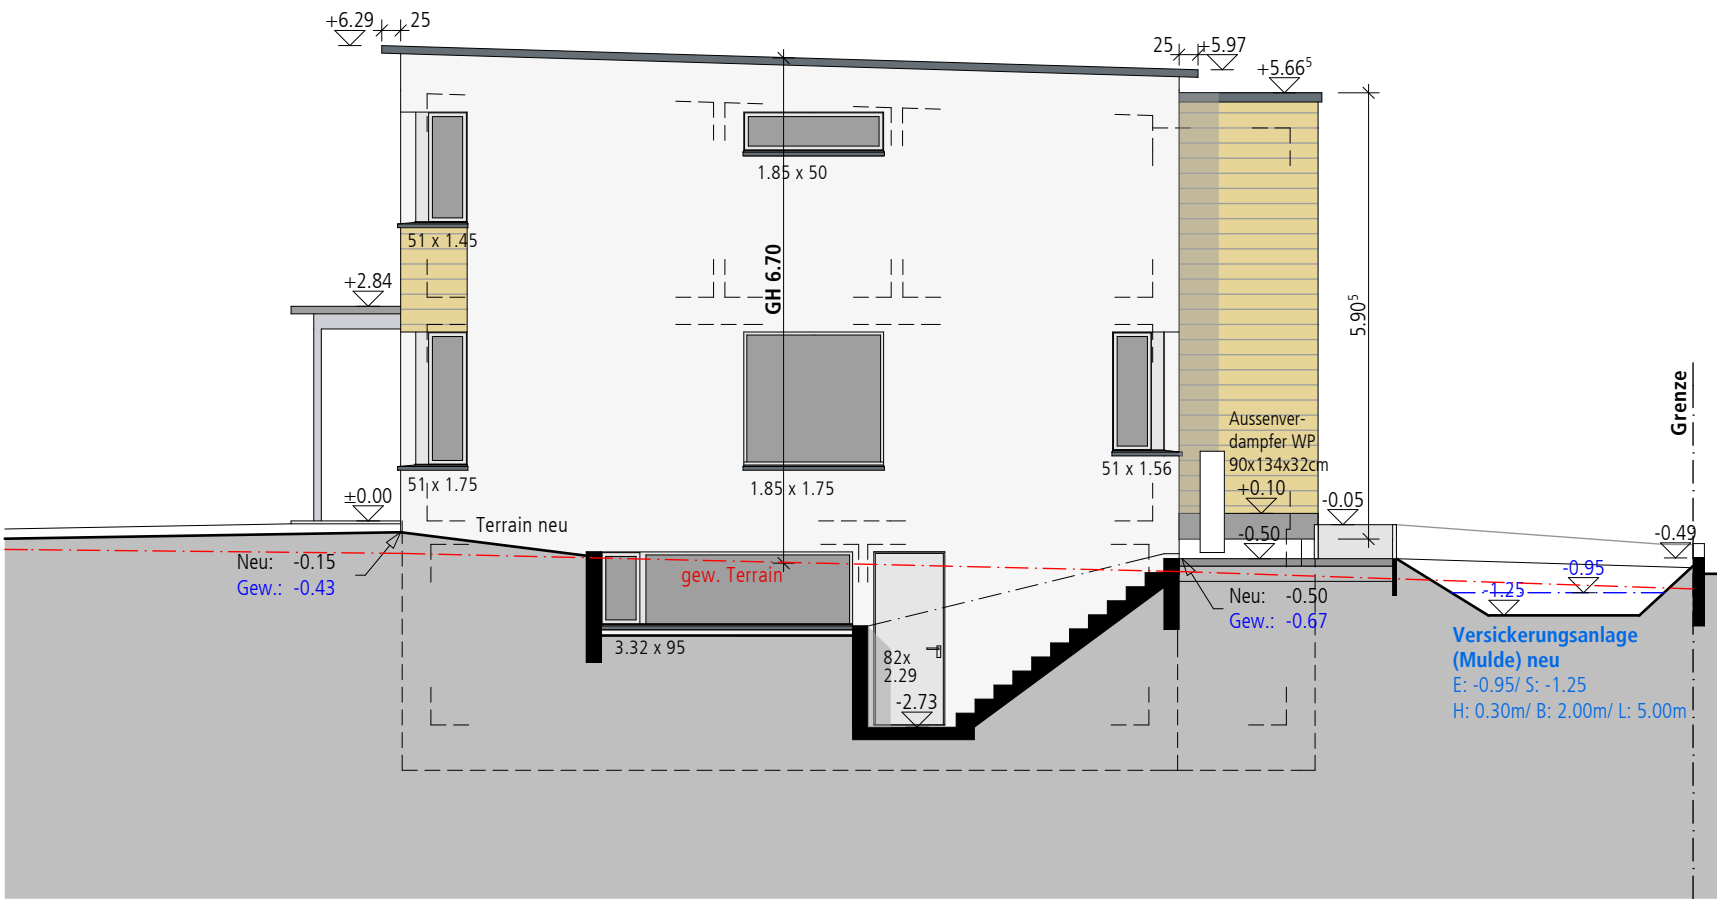 +6.29
25
25
+5.97
+5.66⁵
1.85 x 50
51 x 1.45
GH 6.70
+2.84
5.90⁵
Grenze
Aussenver-
dampfer WP
90x134x32cm
51 x 1.56
51 x 1.75
1.85 x 1.75
+0.10
±0.00
-0.05
Terrain neu
-0.50
-0.49
Neu: -0.15
Gew.: -0.43
gew. Terrain
-0.95
-1.25
Neu: -0.50
Gew.: -0.67
3.32 x 95
82x
2.29
-2.73
Versickerungsanlage
(Mulde) neu
E: -0.95/ S: -1.25
H: 0.30m/ B: 2.00m/ L: 5.00m